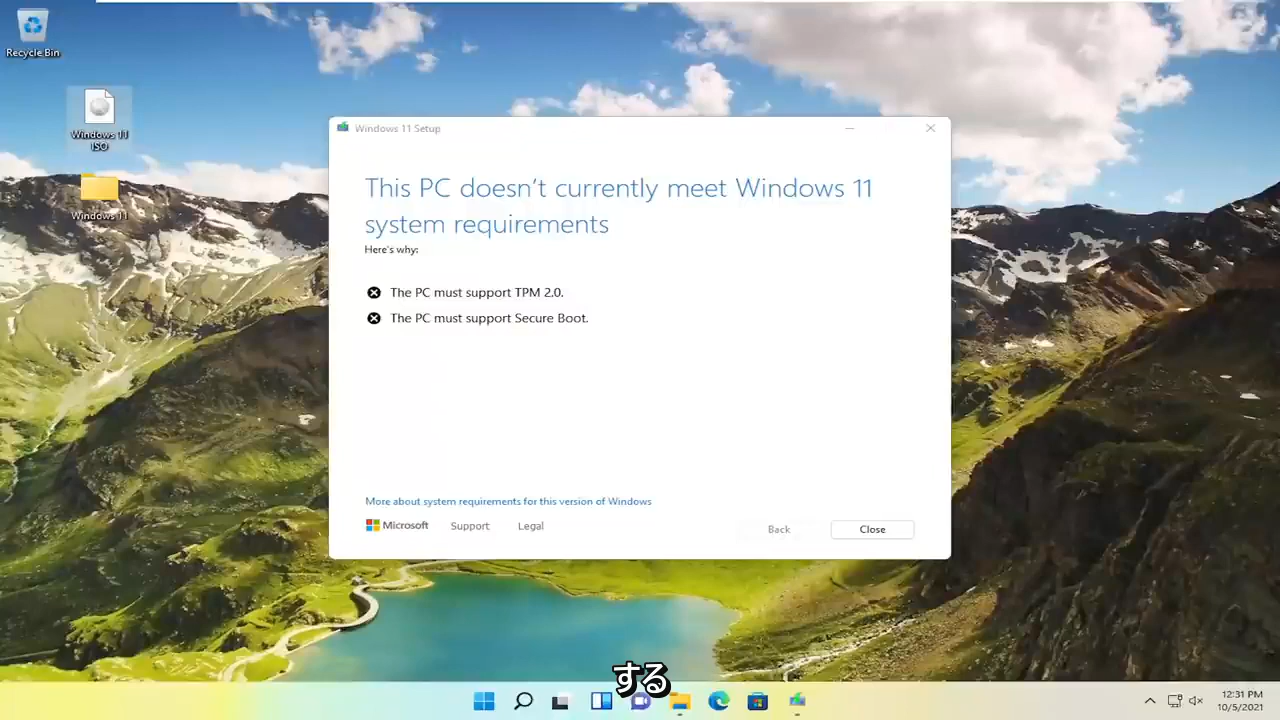 Recycle Bin
Windows 11
ISO
Windows 11
Windows 11 Setup
This PC doesn't currently meet Windows 11
system requirements
Here's why:
The PC must support TPM 2.0.
The PC must support Secure Boot.
More about system requirements for this version of Windows
Microsoft
Support
Legal
Back
Close
する
12:31 PM
10/5/2021